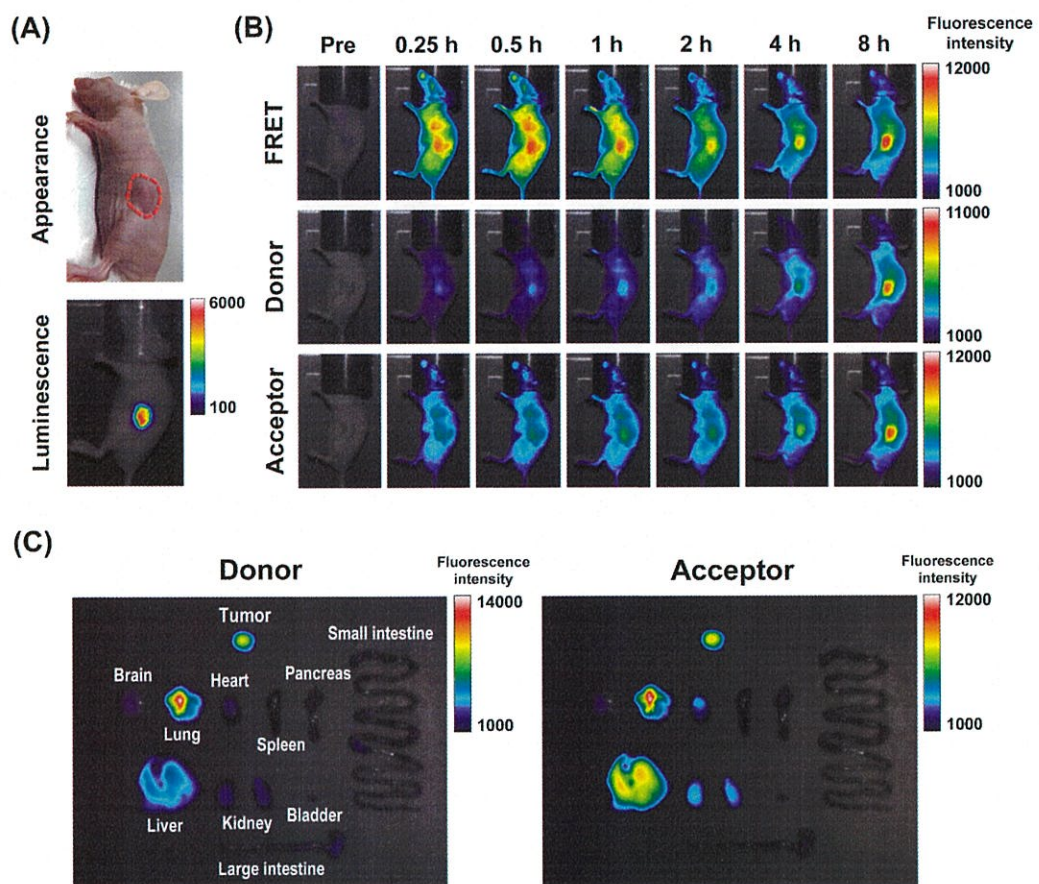 (A)
Appearance
Luminescence
6000
100
(B)
Pre
0.25 h
0.5 h
1 h
2 h
4 h
8 h
Fluorescence
intensity
FRET
12000
1000
Donor
11000
1000
Acceptor
12000
1000
(C)
Donor
Fluorescence
intensity
14000
1000
Tumor
Small intestine
Brain
Heart
Pancreas
Lung
Spleen
Liver
Kidney
Bladder
Large intestine
Acceptor
Fluorescence
intensity
12000
1000